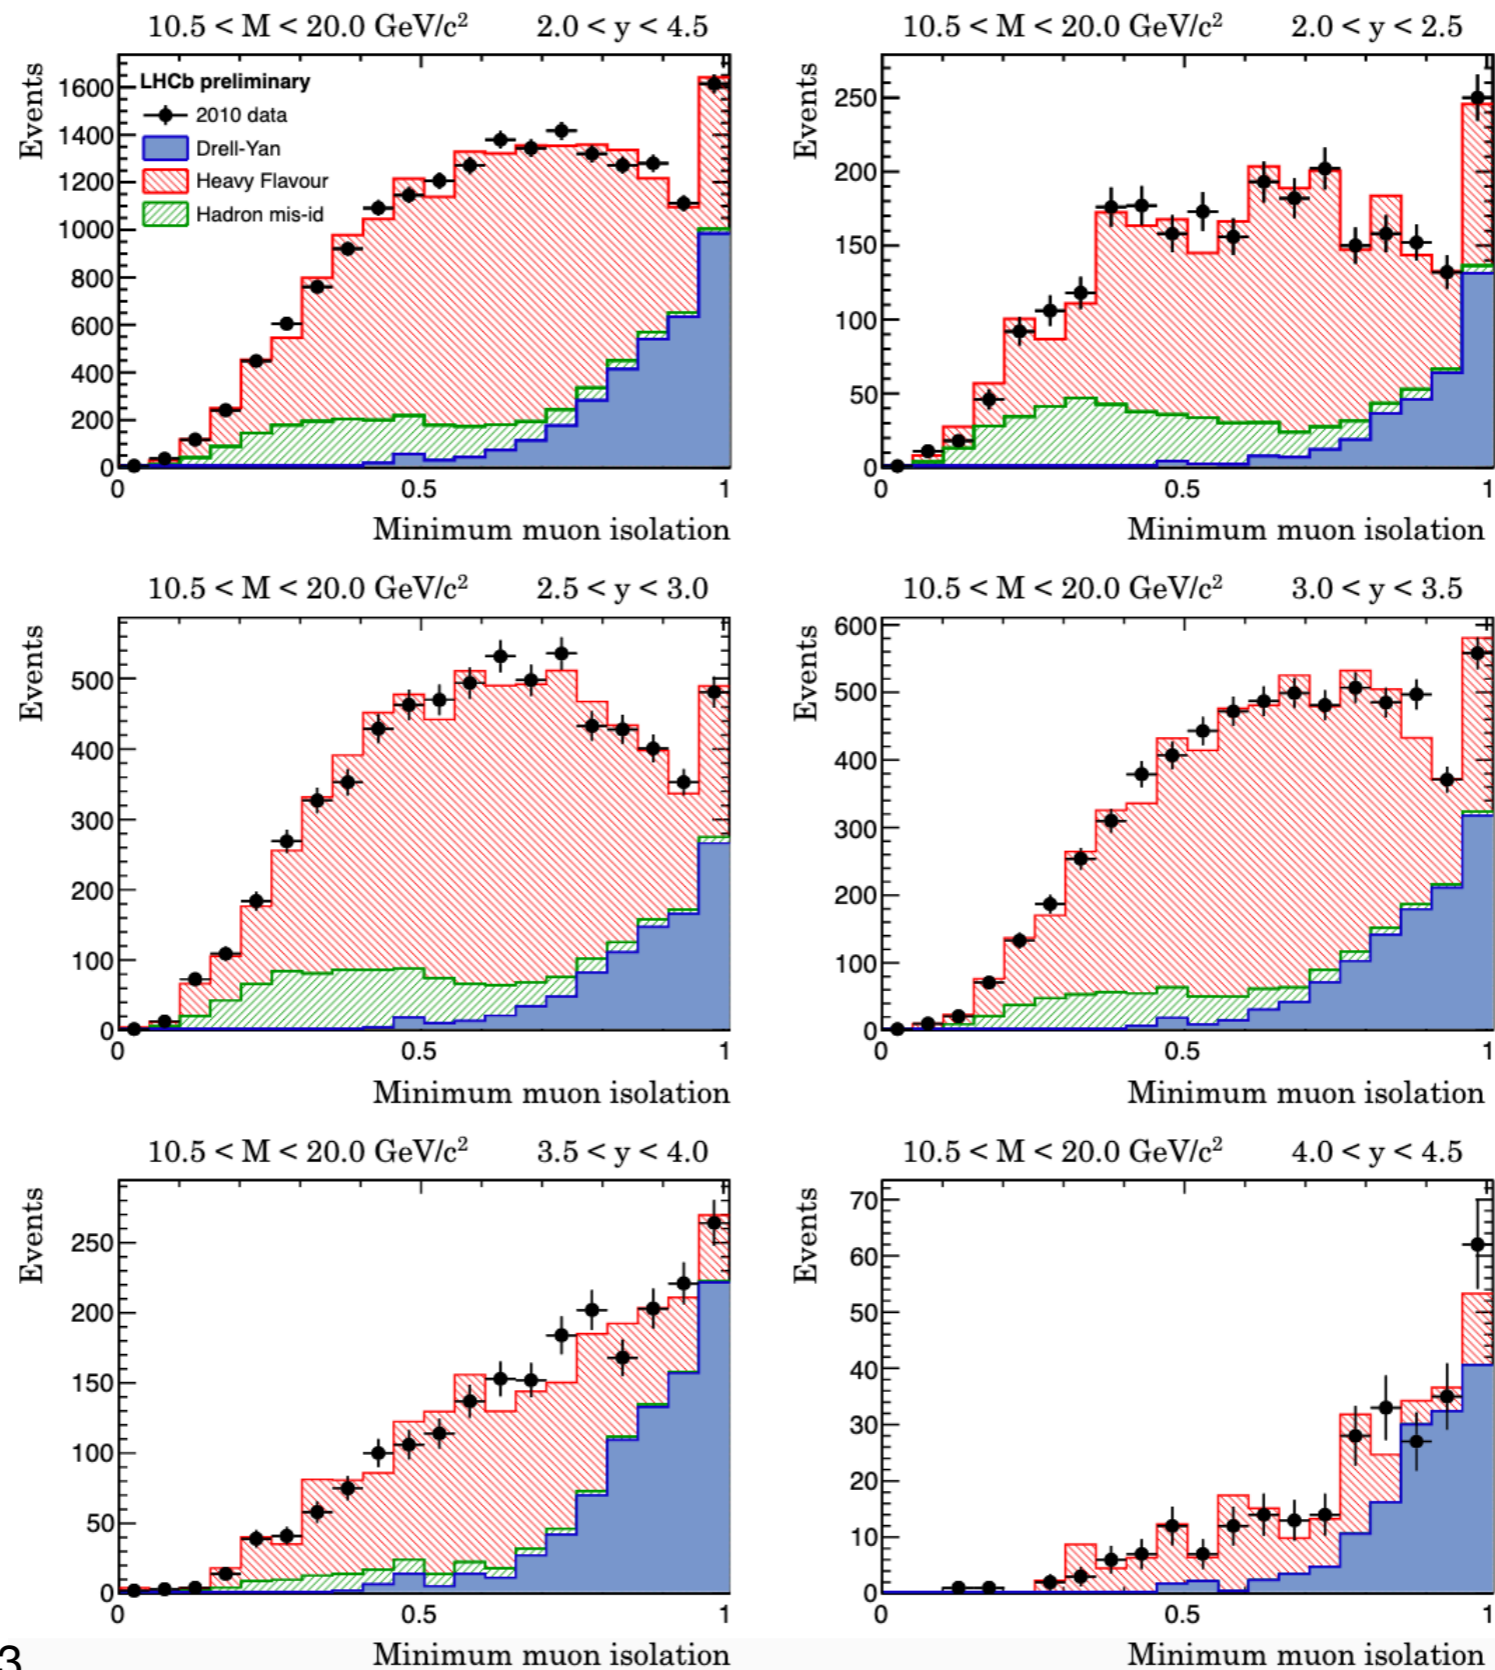 10.5 < M < 20.0 GeV/c² 2.0 < y < 4.5
Events
1600
1400
1200
1000
800
600
400
200
0
LHCb preliminary
2010 data
Drell-Yan
Heavy Flavour
Hadron mis-id
0 0.5 1
Minimum muon isolation
10.5 < M < 20.0 GeV/c² 2.0 < y < 2.5
Events
250
200
150
100
50
0
0 0.5 1
Minimum muon isolation
10.5 < M < 20.0 GeV/c² 2.5 < y < 3.0
Events
500
400
300
200
100
0
0 0.5 1
Minimum muon isolation
10.5 < M < 20.0 GeV/c² 3.0 < y < 3.5
Events
600
500
400
300
200
100
0
0 0.5 1
Minimum muon isolation
10.5 < M < 20.0 GeV/c² 3.5 < y < 4.0
Events
250
200
150
100
50
0
0 0.5 1
Minimum muon isolation
10.5 < M < 20.0 GeV/c² 4.0 < y < 4.5
Events
70
60
50
40
30
20
10
0
0 0.5 1
Minimum muon isolation
3